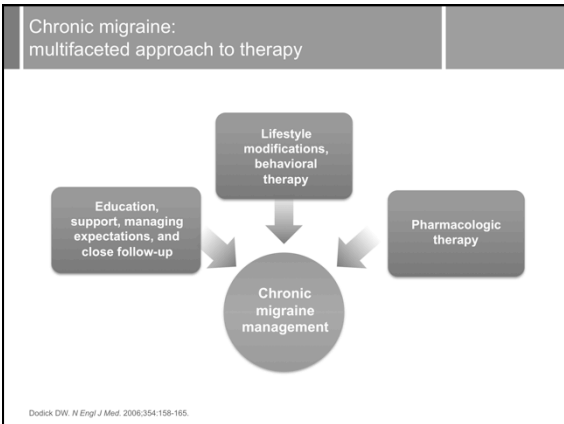 Chronic migraine:
multifaceted approach to therapy
Lifestyle
modifications,
behavioral
therapy
Education,
support, managing
expectations, and
close follow-up
Pharmacologic
therapy
Chronic
migraine
management
Dodick DW. N Engl J Med. 2006;354:158-165.